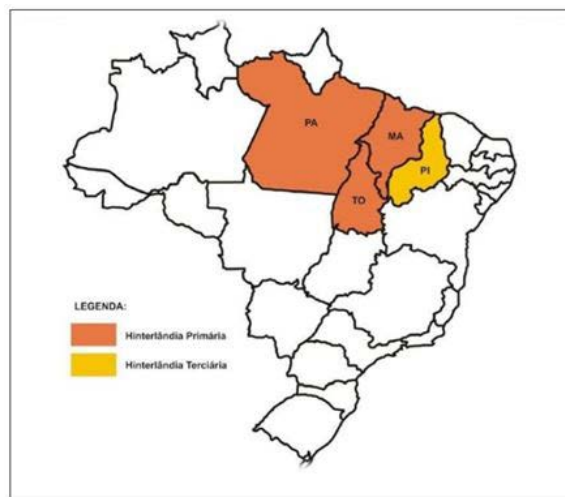 PA
MA
PI
TO
LEGENDA:
Hinterlândia Primária
Hinterlândia Terciária